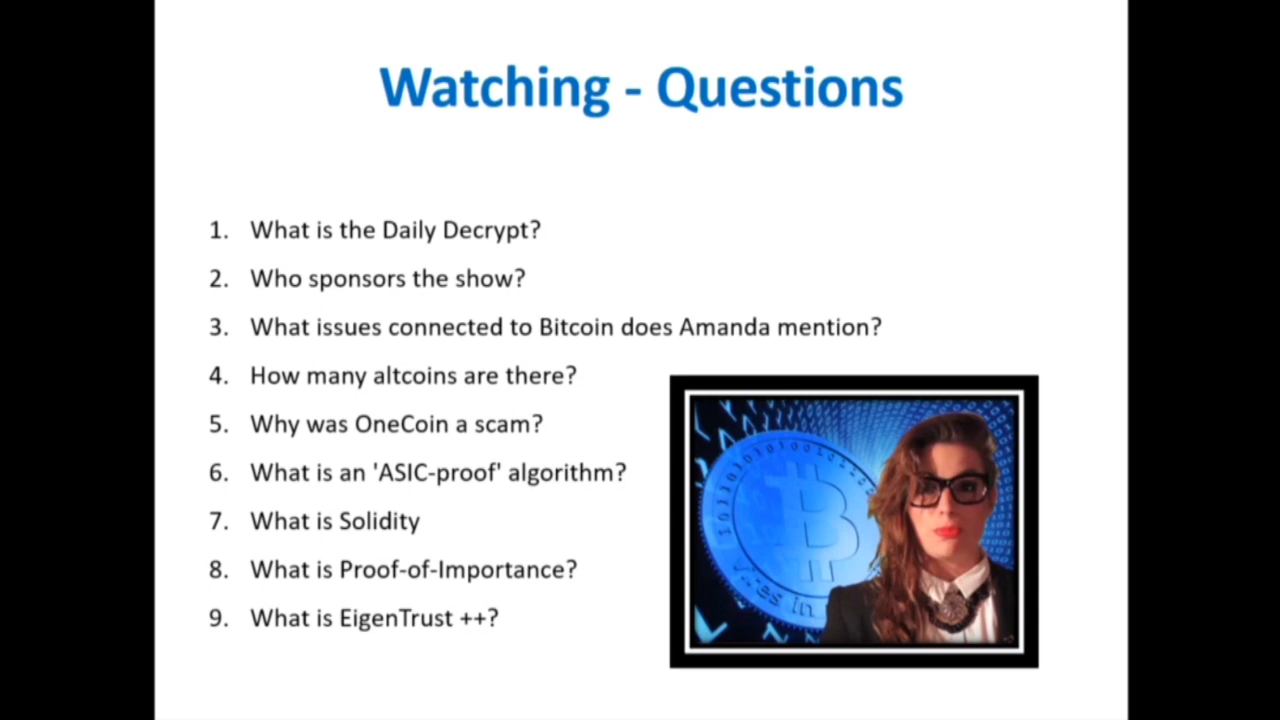 Watching - Questions
1. What is the Daily Decrypt?
2. Who sponsors the show?
3. What issues connected to Bitcoin does Amanda mention?
4. How many altcoins are there?
5. Why was OneCoin a scam?
6. What is an 'ASIC-proof' algorithm?
7. What is Solidity
8. What is Proof-of-Importance?
9. What is EigenTrust ++?